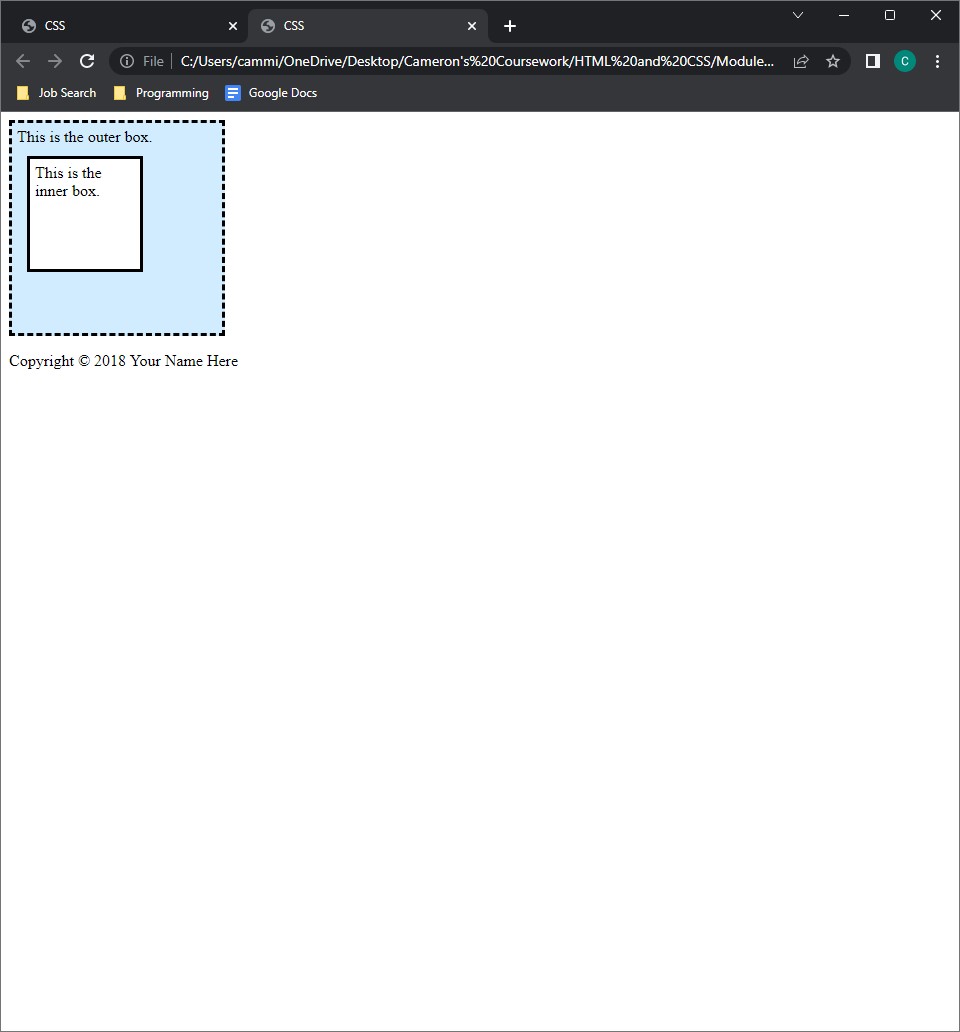 CSS
CSS
File
C:/Users/cammi/OneDrive/Desktop/Cameron's%20Coursework/HTML%20and%20CSS/Module...
C
Job Search
Programming
Google Docs
This is the outer box.
This is the
inner box.
Copyright © 2018 Your Name Here